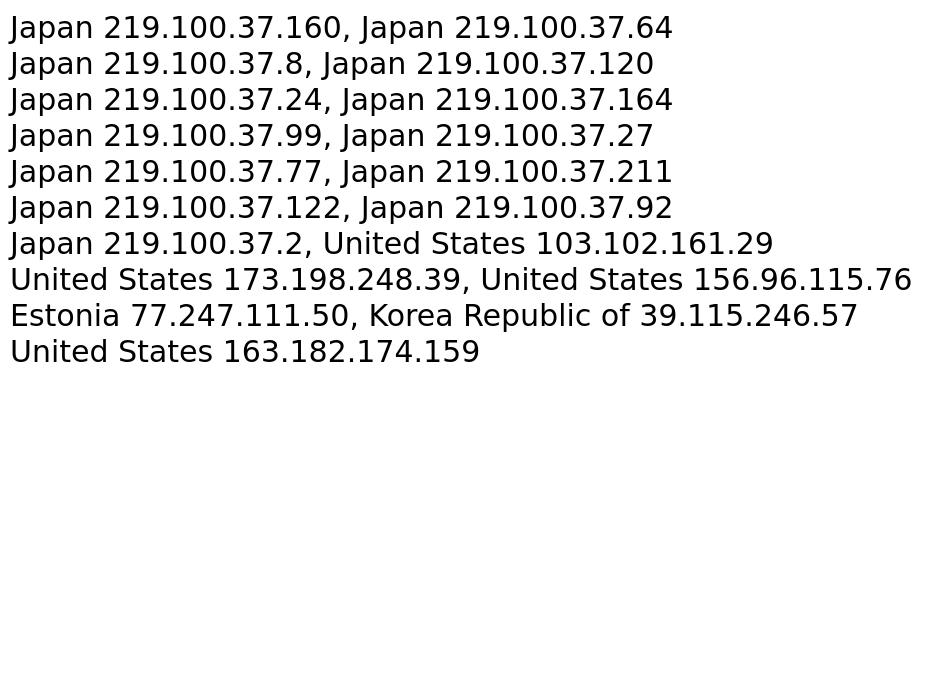 Japan 219.100.37.160, Japan 219.100.37.64
Japan 219.100.37.8, Japan 219.100.37.120
Japan 219.100.37.24, Japan 219.100.37.164
Japan 219.100.37.99, Japan 219.100.37.27
Japan 219.100.37.77, Japan 219.100.37.211
Japan 219.100.37.122, Japan 219.100.37.92
Japan 219.100.37.2, United States 103.102.161.29
United States 173.198.248.39, United States 156.96.115.76
Estonia 77.247.111.50, Korea Republic of 39.115.246.57
United States 163.182.174.159